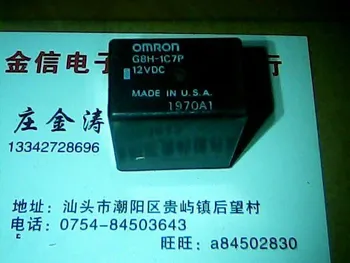 OMRON
G8H-1C7P
12VDC
MADE IN U.S.A.
1970A1
金信电子 行
庄金涛
13342728696
地址: 汕头市潮阳区贵屿镇后望村
电话: 0754-84503643
旺旺: a84502830